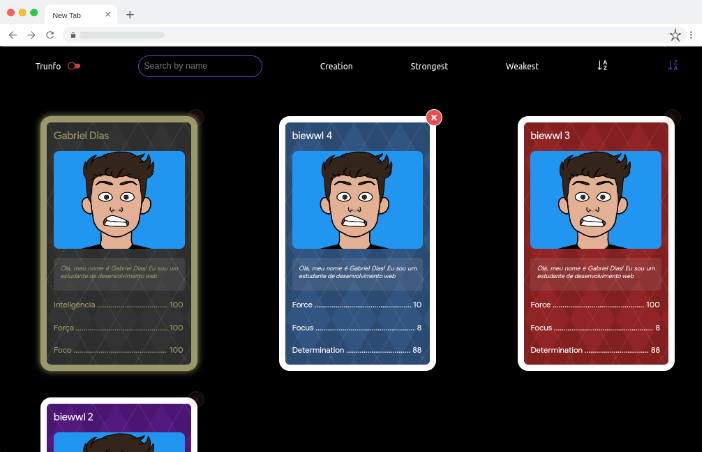 New Tab
Trunfo
Search by name
Creation
Strongest
Weakest
A
Z
Z
A
Gabriel Dias
Olá, meu nome é Gabriel Dias! Eu sou um
estudante de desenvolvimento web
Inteligência 100
Força 100
Foco 100
biewwl 4
Olá, meu nome é Gabriel Dias! Eu sou um
estudante de desenvolvimento web
Force 10
Focus 8
Determination 88
biewwl 3
Olá, meu nome é Gabriel Dias! Eu sou um
estudante de desenvolvimento web
Force 100
Focus 8
Determination 88
biewwl 2